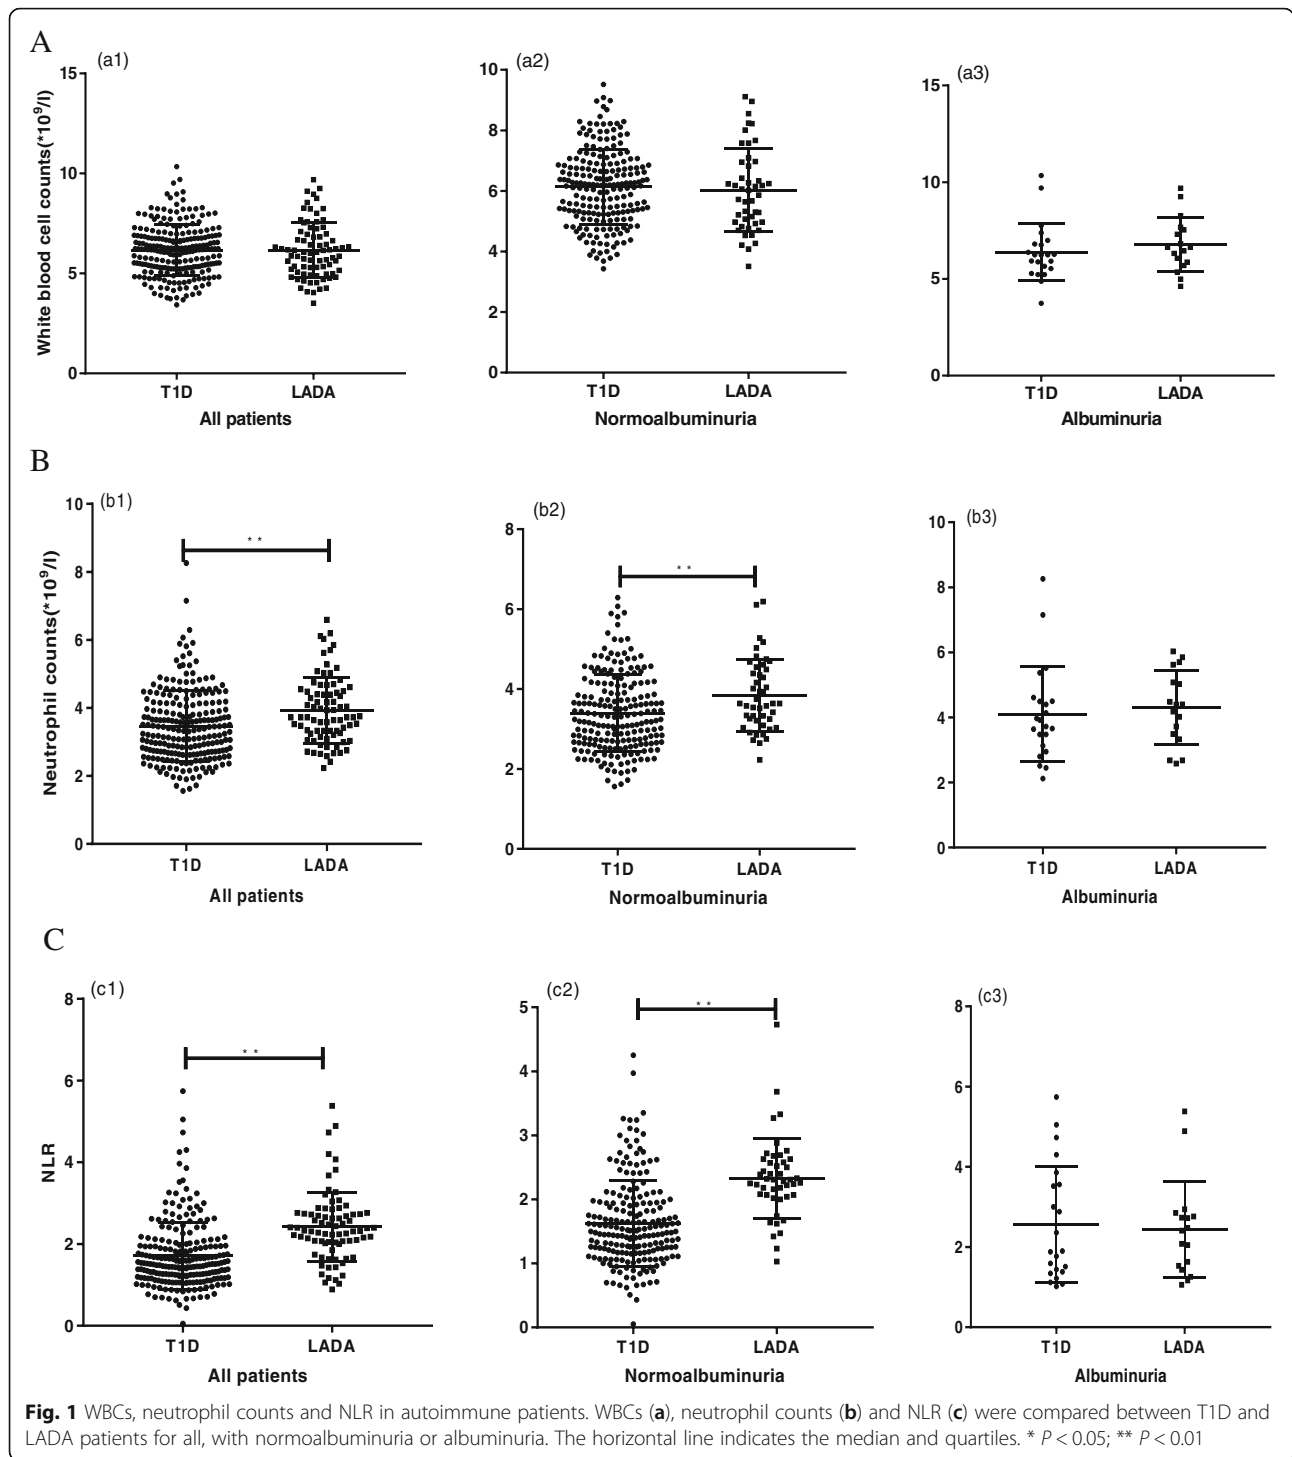 A
(a1)
15
10
5
0
White blood cell counts(*10^9/l)
T1D LADA
All patients
(a2)
10
8
6
4
2
0
T1D LADA
Normoalbuminuria
(a3)
15
10
5
0
T1D LADA
Albuminuria
B
(b1)
10
8
6
4
2
0
Neutrophil counts(*10^9/l)
* *
T1D LADA
All patients
(b2)
8
6
4
2
0
* *
T1D LADA
Normoalbuminuria
(b3)
10
8
6
4
2
0
T1D LADA
Albuminuria
C
(c1)
8
6
4
2
0
NLR
* *
T1D LADA
All patients
(c2)
5
4
3
2
1
0
* *
T1D LADA
Normoalbuminuria
(c3)
8
6
4
2
0
T1D LADA
Albuminuria
Fig. 1 WBCs, neutrophil counts and NLR in autoimmune patients. WBCs (a), neutrophil counts (b) and NLR (c) were compared between T1D and
LADA patients for all, with normoalbuminuria or albuminuria. The horizontal line indicates the median and quartiles. * P < 0.05; ** P < 0.01